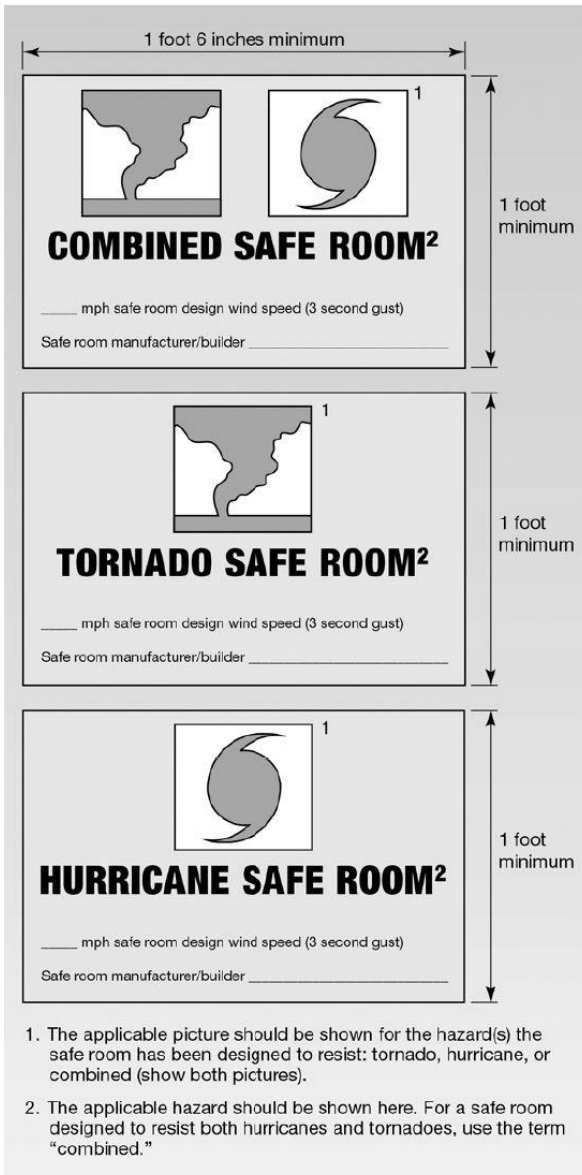 1 foot 6 inches minimum
1
1 foot
minimum
COMBINED SAFE ROOM²
____ mph safe room design wind speed (3 second gust)
Safe room manufacturer/builder ______________________
1
1 foot
minimum
TORNADO SAFE ROOM²
____ mph safe room design wind speed (3 second gust)
Safe room manufacturer/builder ______________________
1
1 foot
minimum
HURRICANE SAFE ROOM²
____ mph safe room design wind speed (3 second gust)
Safe room manufacturer/builder ______________________
1. The applicable picture should be shown for the hazard(s) the
safe room has been designed to resist: tornado, hurricane, or
combined (show both pictures).
2. The applicable hazard should be shown here. For a safe room
designed to resist both hurricanes and tornadoes, use the term
“combined.”